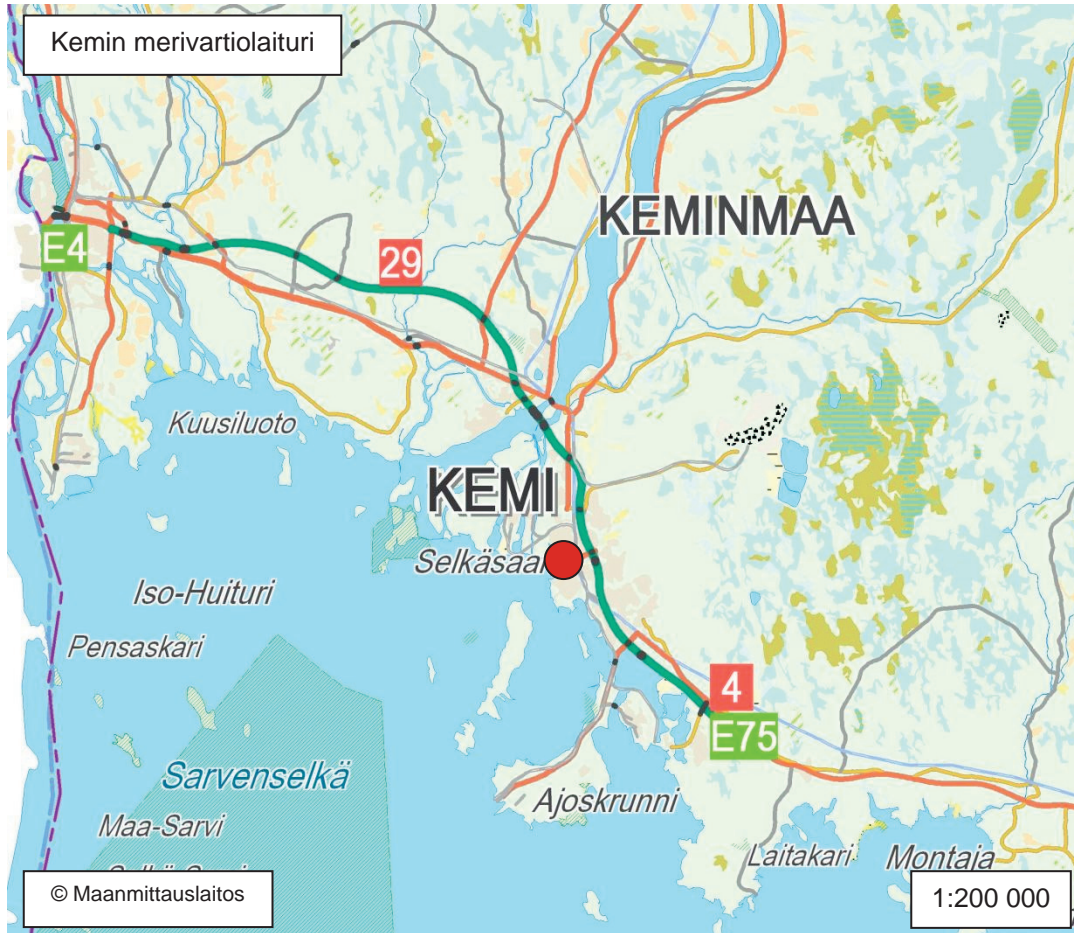 Kemin merivartiolaituri
KEMINMAA
E4
29
Kuusiluoto
KEMI
Selkäsaa
Iso-Huituri
Pensaskari
4
E75
Sarvenselkä
Ajoskrunni
Maa-Sarvi
Laitakari
Montaja
© Maanmittauslaitos
1:200 000